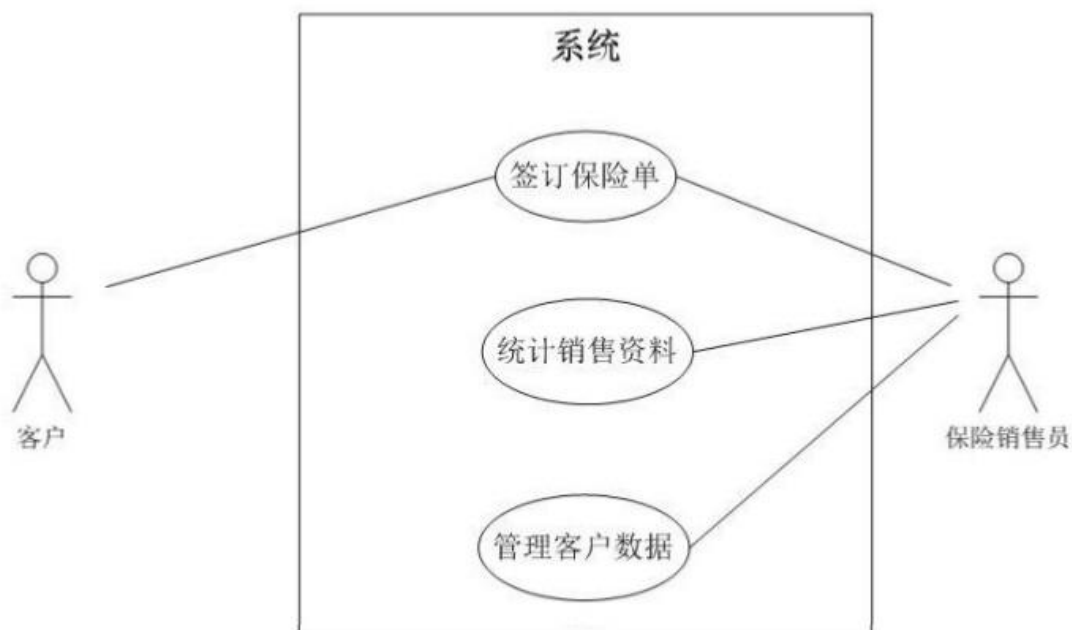 系统
签订保险单
统计销售资料
客户
保险销售员
管理客户数据